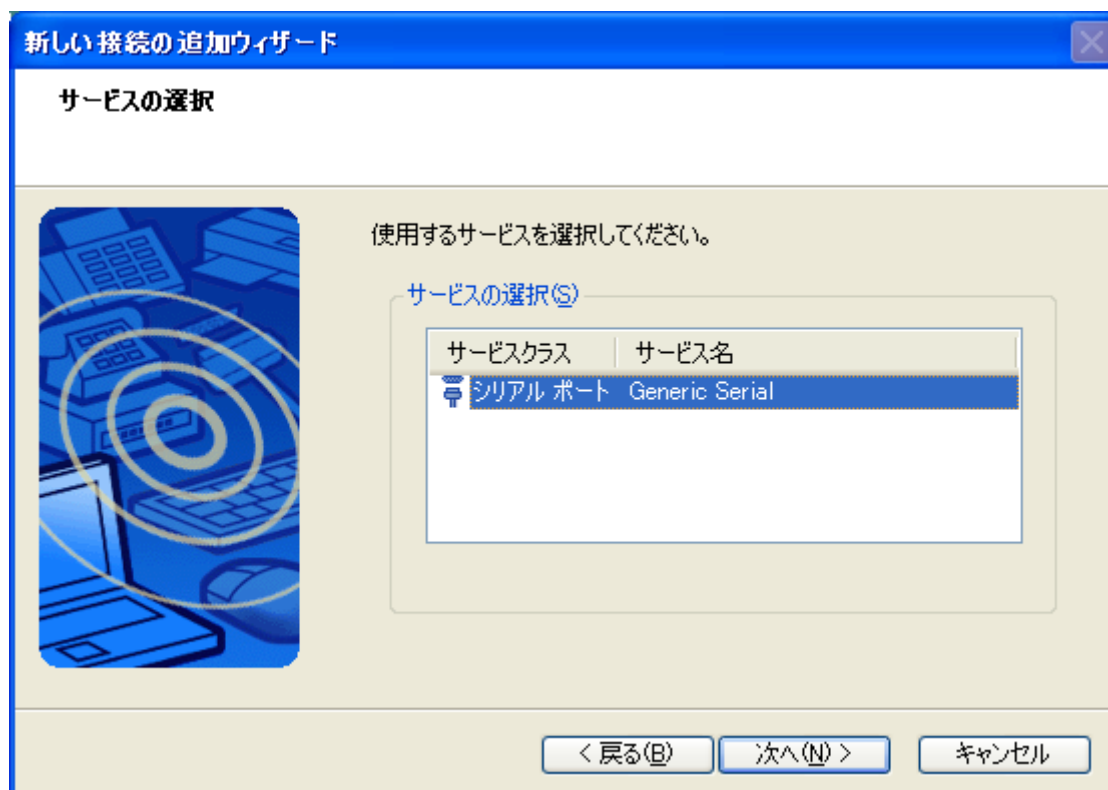 新しい接続の追加ウィザード
サービスの選択
使用するサービスを選択してください。
サービスの選択(S)
サービスクラス サービス名
シリアル ポート Generic Serial
< 戻る(B) 次へ(N) > キャンセル